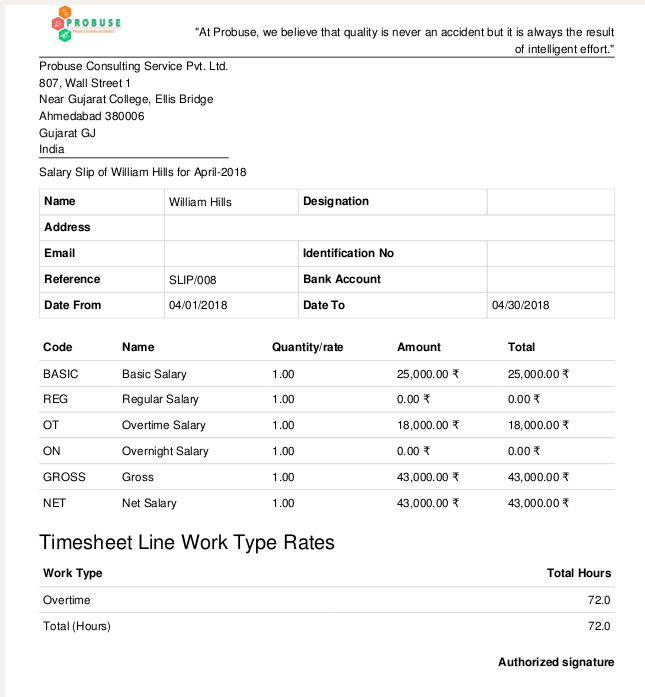 PROBUSE
"At Probuse, we believe that quality is never an accident but it is always the result
of intelligent effort."
Probuse Consulting Service Pvt. Ltd.
807, Wall Street 1
Near Gujarat College, Ellis Bridge
Ahmedabad 380006
Gujarat GJ
India
Salary Slip of William Hills for April-2018
Name William Hills Designation
Address
Email Identification No
Reference SLIP/008 Bank Account
Date From 04/01/2018 Date To 04/30/2018
Code Name Quantity/rate Amount Total
BASIC Basic Salary 1.00 25,000.00 ₹ 25,000.00 ₹
REG Regular Salary 1.00 0.00 ₹ 0.00 ₹
OT Overtime Salary 1.00 18,000.00 ₹ 18,000.00 ₹
ON Overnight Salary 1.00 0.00 ₹ 0.00 ₹
GROSS Gross 1.00 43,000.00 ₹ 43,000.00 ₹
NET Net Salary 1.00 43,000.00 ₹ 43,000.00 ₹
Timesheet Line Work Type Rates
Work Type Total Hours
Overtime 72.0
Total (Hours) 72.0
Authorized signature